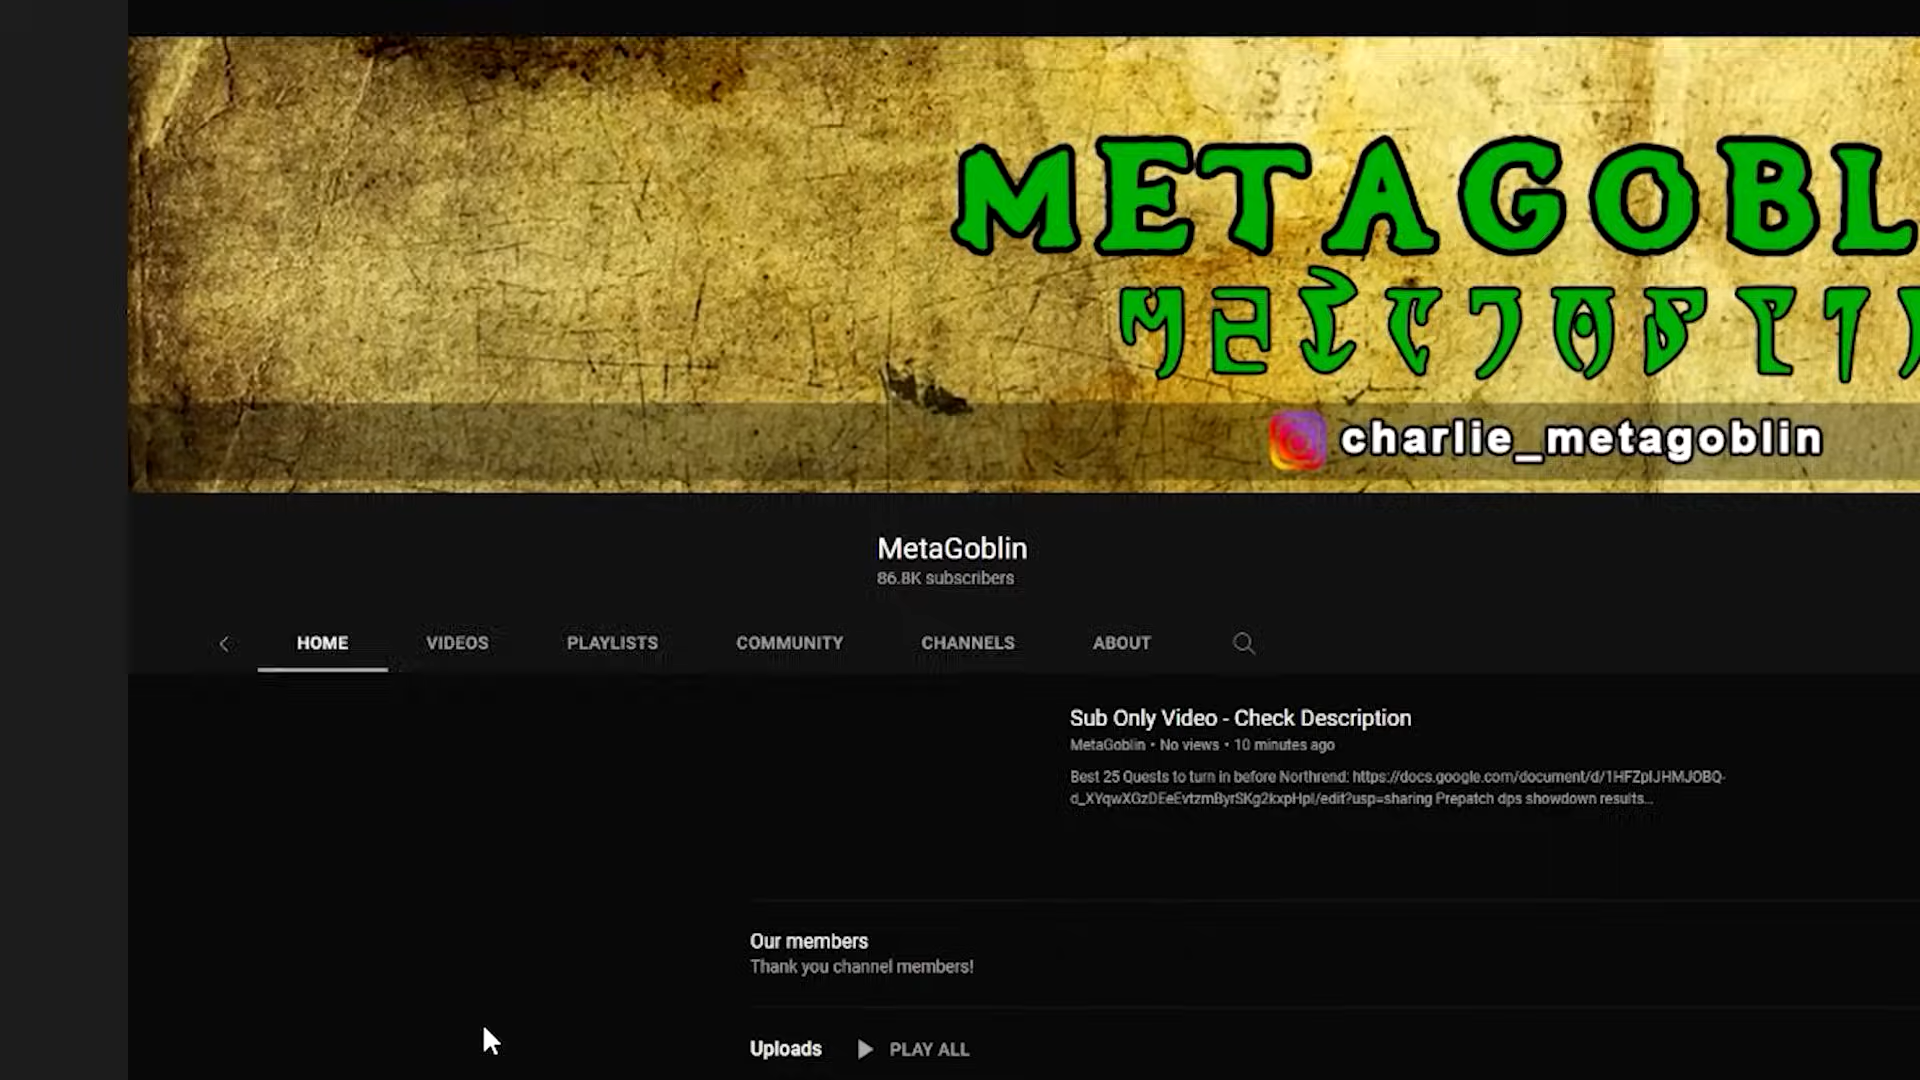 METAGOBL
charlie_metagoblin
MetaGoblin
86.8K subscribers
HOME VIDEOS PLAYLISTS COMMUNITY CHANNELS ABOUT
Sub Only Video - Check Description
MetaGoblin • No views • 10 minutes ago
Best 25 Quests to turn in before Northrend: https://docs.google.com/document/d/1HFZpIJHMJOBQ-
d_XYqwXGzDEeEvtzmByrSKg2kxpHpI/edit?usp=sharing Prepatch dps showdown results...
Our members
Thank you channel members!
Uploads PLAY ALL